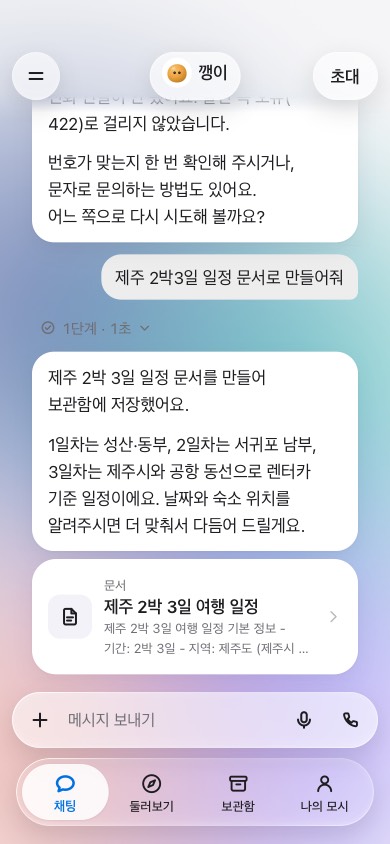 깽이
초대
422)로 걸리지 않았습니다.
번호가 맞는지 한 번 확인해 주시거나,
문자로 문의하는 방법도 있어요.
어느 쪽으로 다시 시도해 볼까요?
제주 2박3일 일정 문서로 만들어줘
1단계 · 1초
제주 2박 3일 일정 문서를 만들어
보관함에 저장했어요.
1일차는 성산·동부, 2일차는 서귀포 남부,
3일차는 제주시와 공항 동선으로 렌터카
기준 일정이에요. 날짜와 숙소 위치를
알려주시면 더 맞춰서 다듬어 드릴게요.
문서
제주 2박 3일 여행 일정
제주 2박 3일 여행 일정 기본 정보 -
기간: 2박 3일 - 지역: 제주도 (제주시 ...
메시지 보내기
채팅
둘러보기
보관함
나의 모시